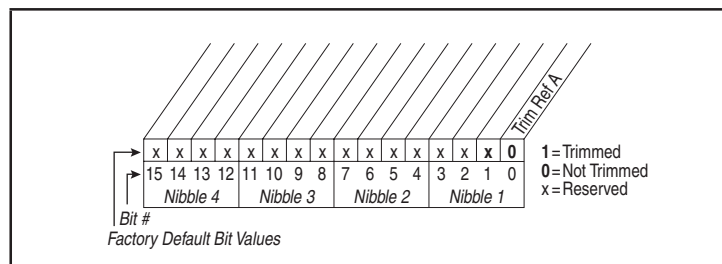 Trim Ref A
x x x x x x x x x x x x x x x 0
15 14 13 12 11 10 9 8 7 6 5 4 3 2 1 0
Nibble 4 Nibble 3 Nibble 2 Nibble 1
1=Trimmed
0=Not Trimmed
x=Reserved
Bit #
Factory Default Bit Values